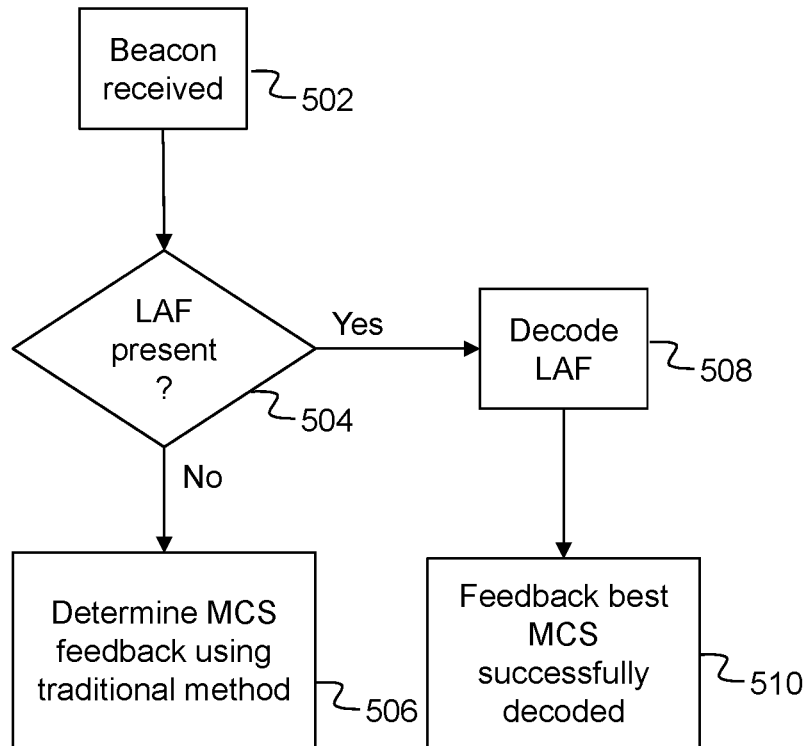 Beacon
received
502
LAF
present
?
504
Yes
No
Decode
LAF
508
Determine MCS
feedback using
traditional method
506
Feedback best
MCS
successfully
decoded
510